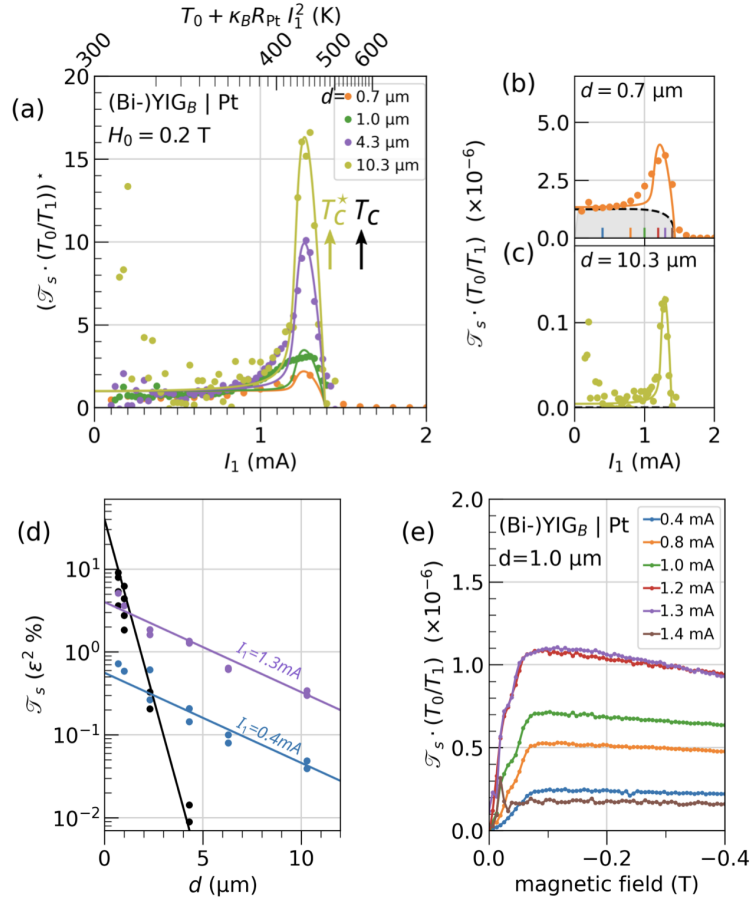 T₀ + κ_B R_Pt I₁² (K)
300 400 500 600
(a) (Bi-)YIG_B | Pt
H₀ = 0.2 T
d=
0.7 μm
1.0 μm
4.3 μm
10.3 μm
T_C^⋆ T_C
(𝒯ₛ · (T₀/T₁))⋆
20
15
10
5
0
0 1 2
I₁ (mA)
(b)
d = 0.7 μm
5.0
2.5
0.0
(c)
d = 10.3 μm
0.1
0.0
𝒯ₛ · (T₀/T₁) (×10⁻⁶)
0 1 2
I₁ (mA)
(d)
𝒯ₛ (ε² %)
10¹
10⁰
10⁻¹
10⁻²
I₁=1.3mA
I₁=0.4mA
0 5 10
d (μm)
(e)
(Bi-)YIG_B | Pt
d=1.0 μm
0.4 mA
0.8 mA
1.0 mA
1.2 mA
1.3 mA
1.4 mA
𝒯ₛ · (T₀/T₁) (×10⁻⁶)
2.0
1.5
1.0
0.5
0.0
0.0 −0.2 −0.4
magnetic field (T)